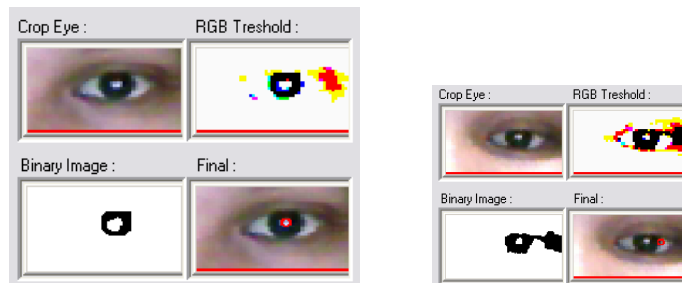 Crop Eye :
RGB Treshold :
Binary Image :
Final :
Crop Eye :
RGB Treshold :
Binary Image :
Final :